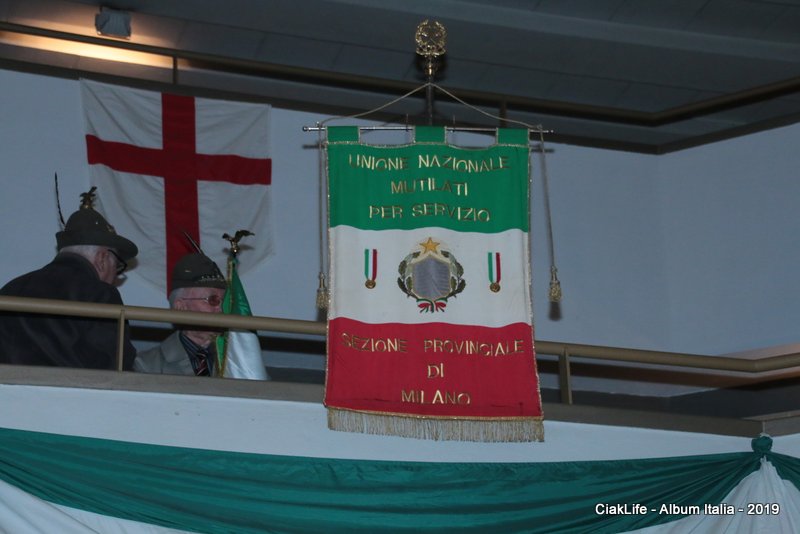 UNIONE NAZIONALE
MUTILATI
PER SERVIZIO
SEZIONE PROVINCIALE
DI
MILANO
CiakLife - Album Italia - 2019